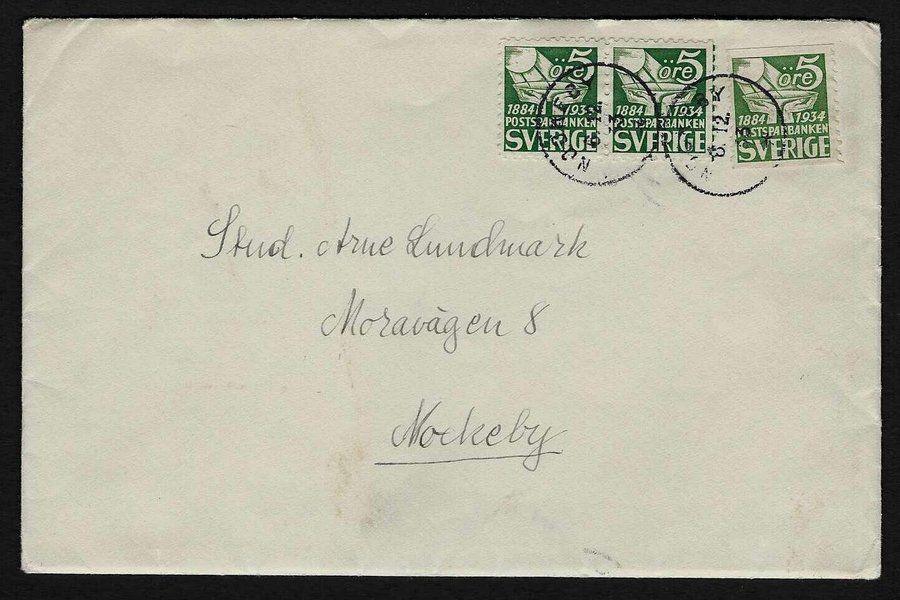 öre 5
1884 1934
POSTSPARBANKEN
SVERIGE
öre 5
1884 1934
POSTSPARBANKEN
SVERIGE
öre 5
1884 1934
POSTSPARBANKEN
SVERIGE
Stud. Arne Lundmark
Moravägen 8
Nockeby